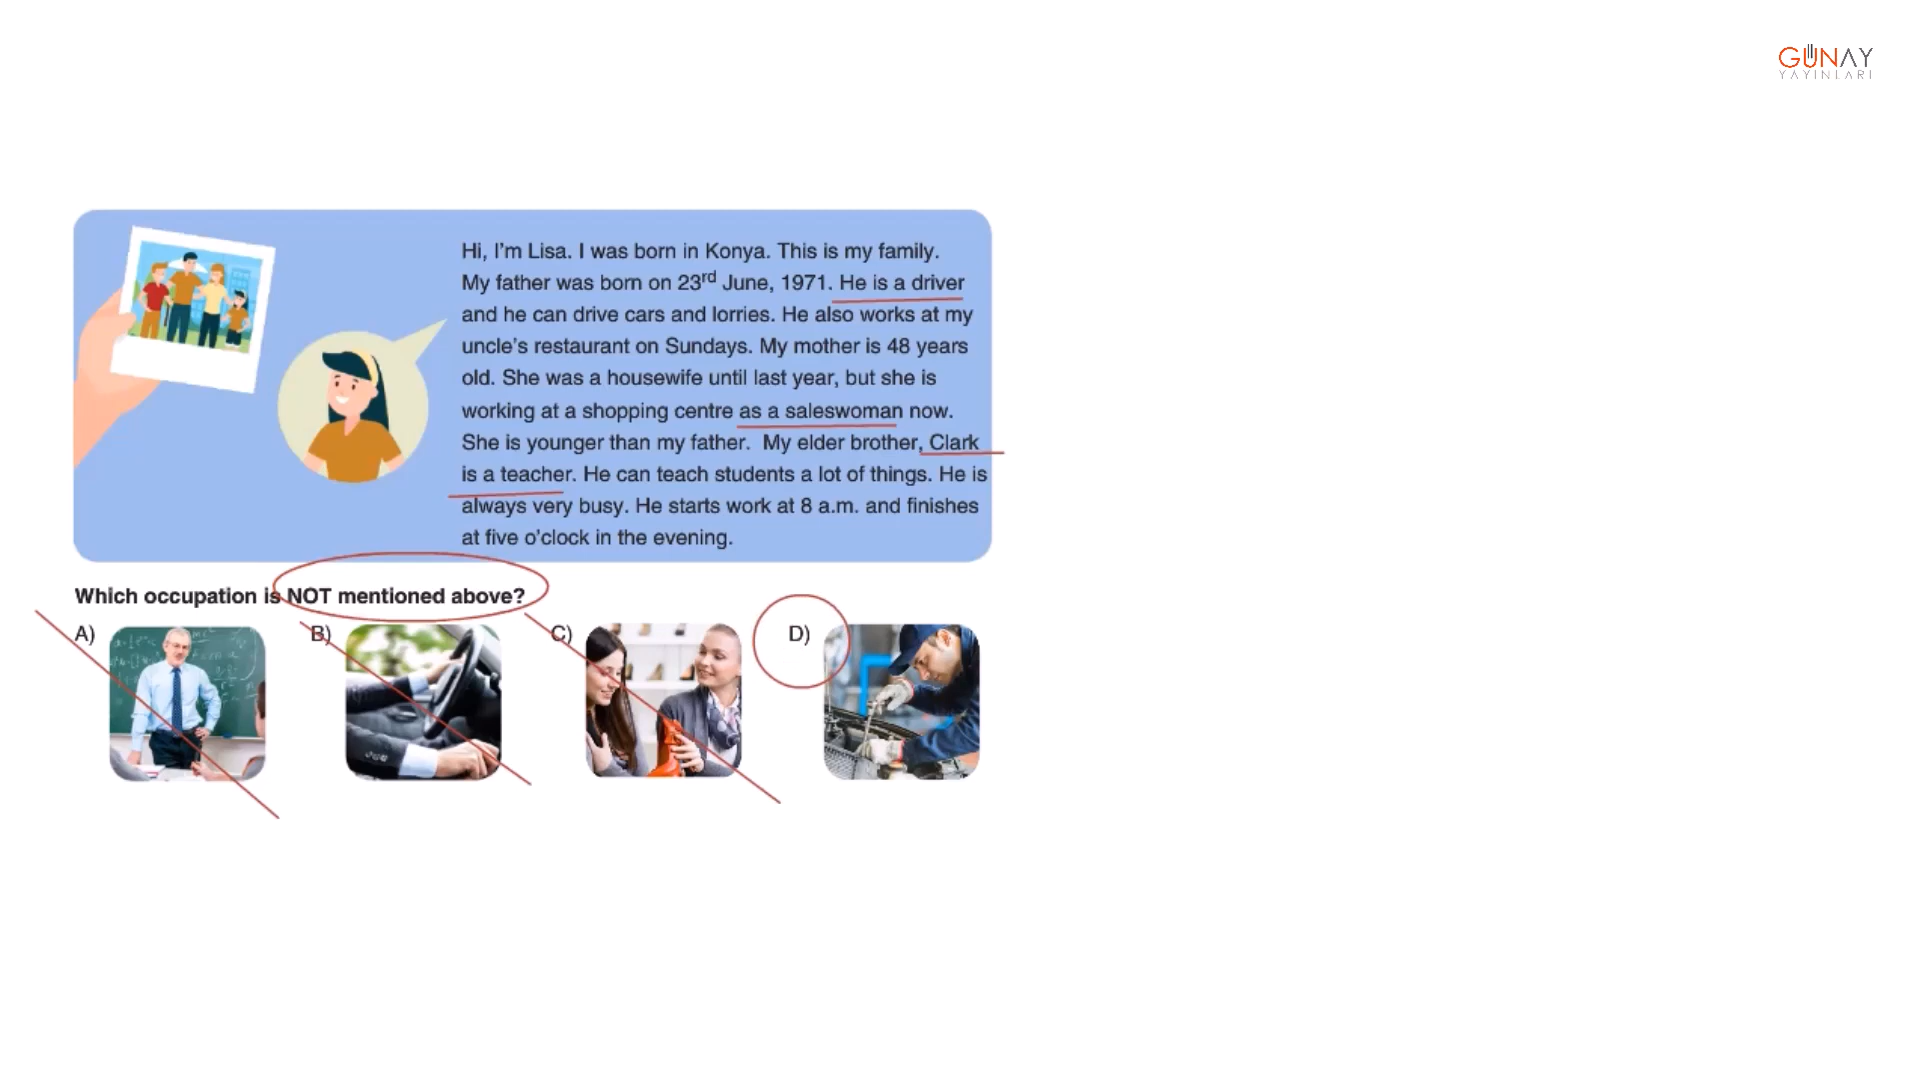 GÜNAY
YAYINLARI
Hi, I'm Lisa. I was born in Konya. This is my family.
My father was born on 23rd June, 1971. He is a driver
and he can drive cars and lorries. He also works at my
uncle's restaurant on Sundays. My mother is 48 years
old. She was a housewife until last year, but she is
working at a shopping centre as a saleswoman now.
She is younger than my father. My elder brother, Clark
is a teacher. He can teach students a lot of things. He is
always very busy. He starts work at 8 a.m. and finishes
at five o'clock in the evening.
Which occupation is NOT mentioned above?
A)
B)
C)
D)